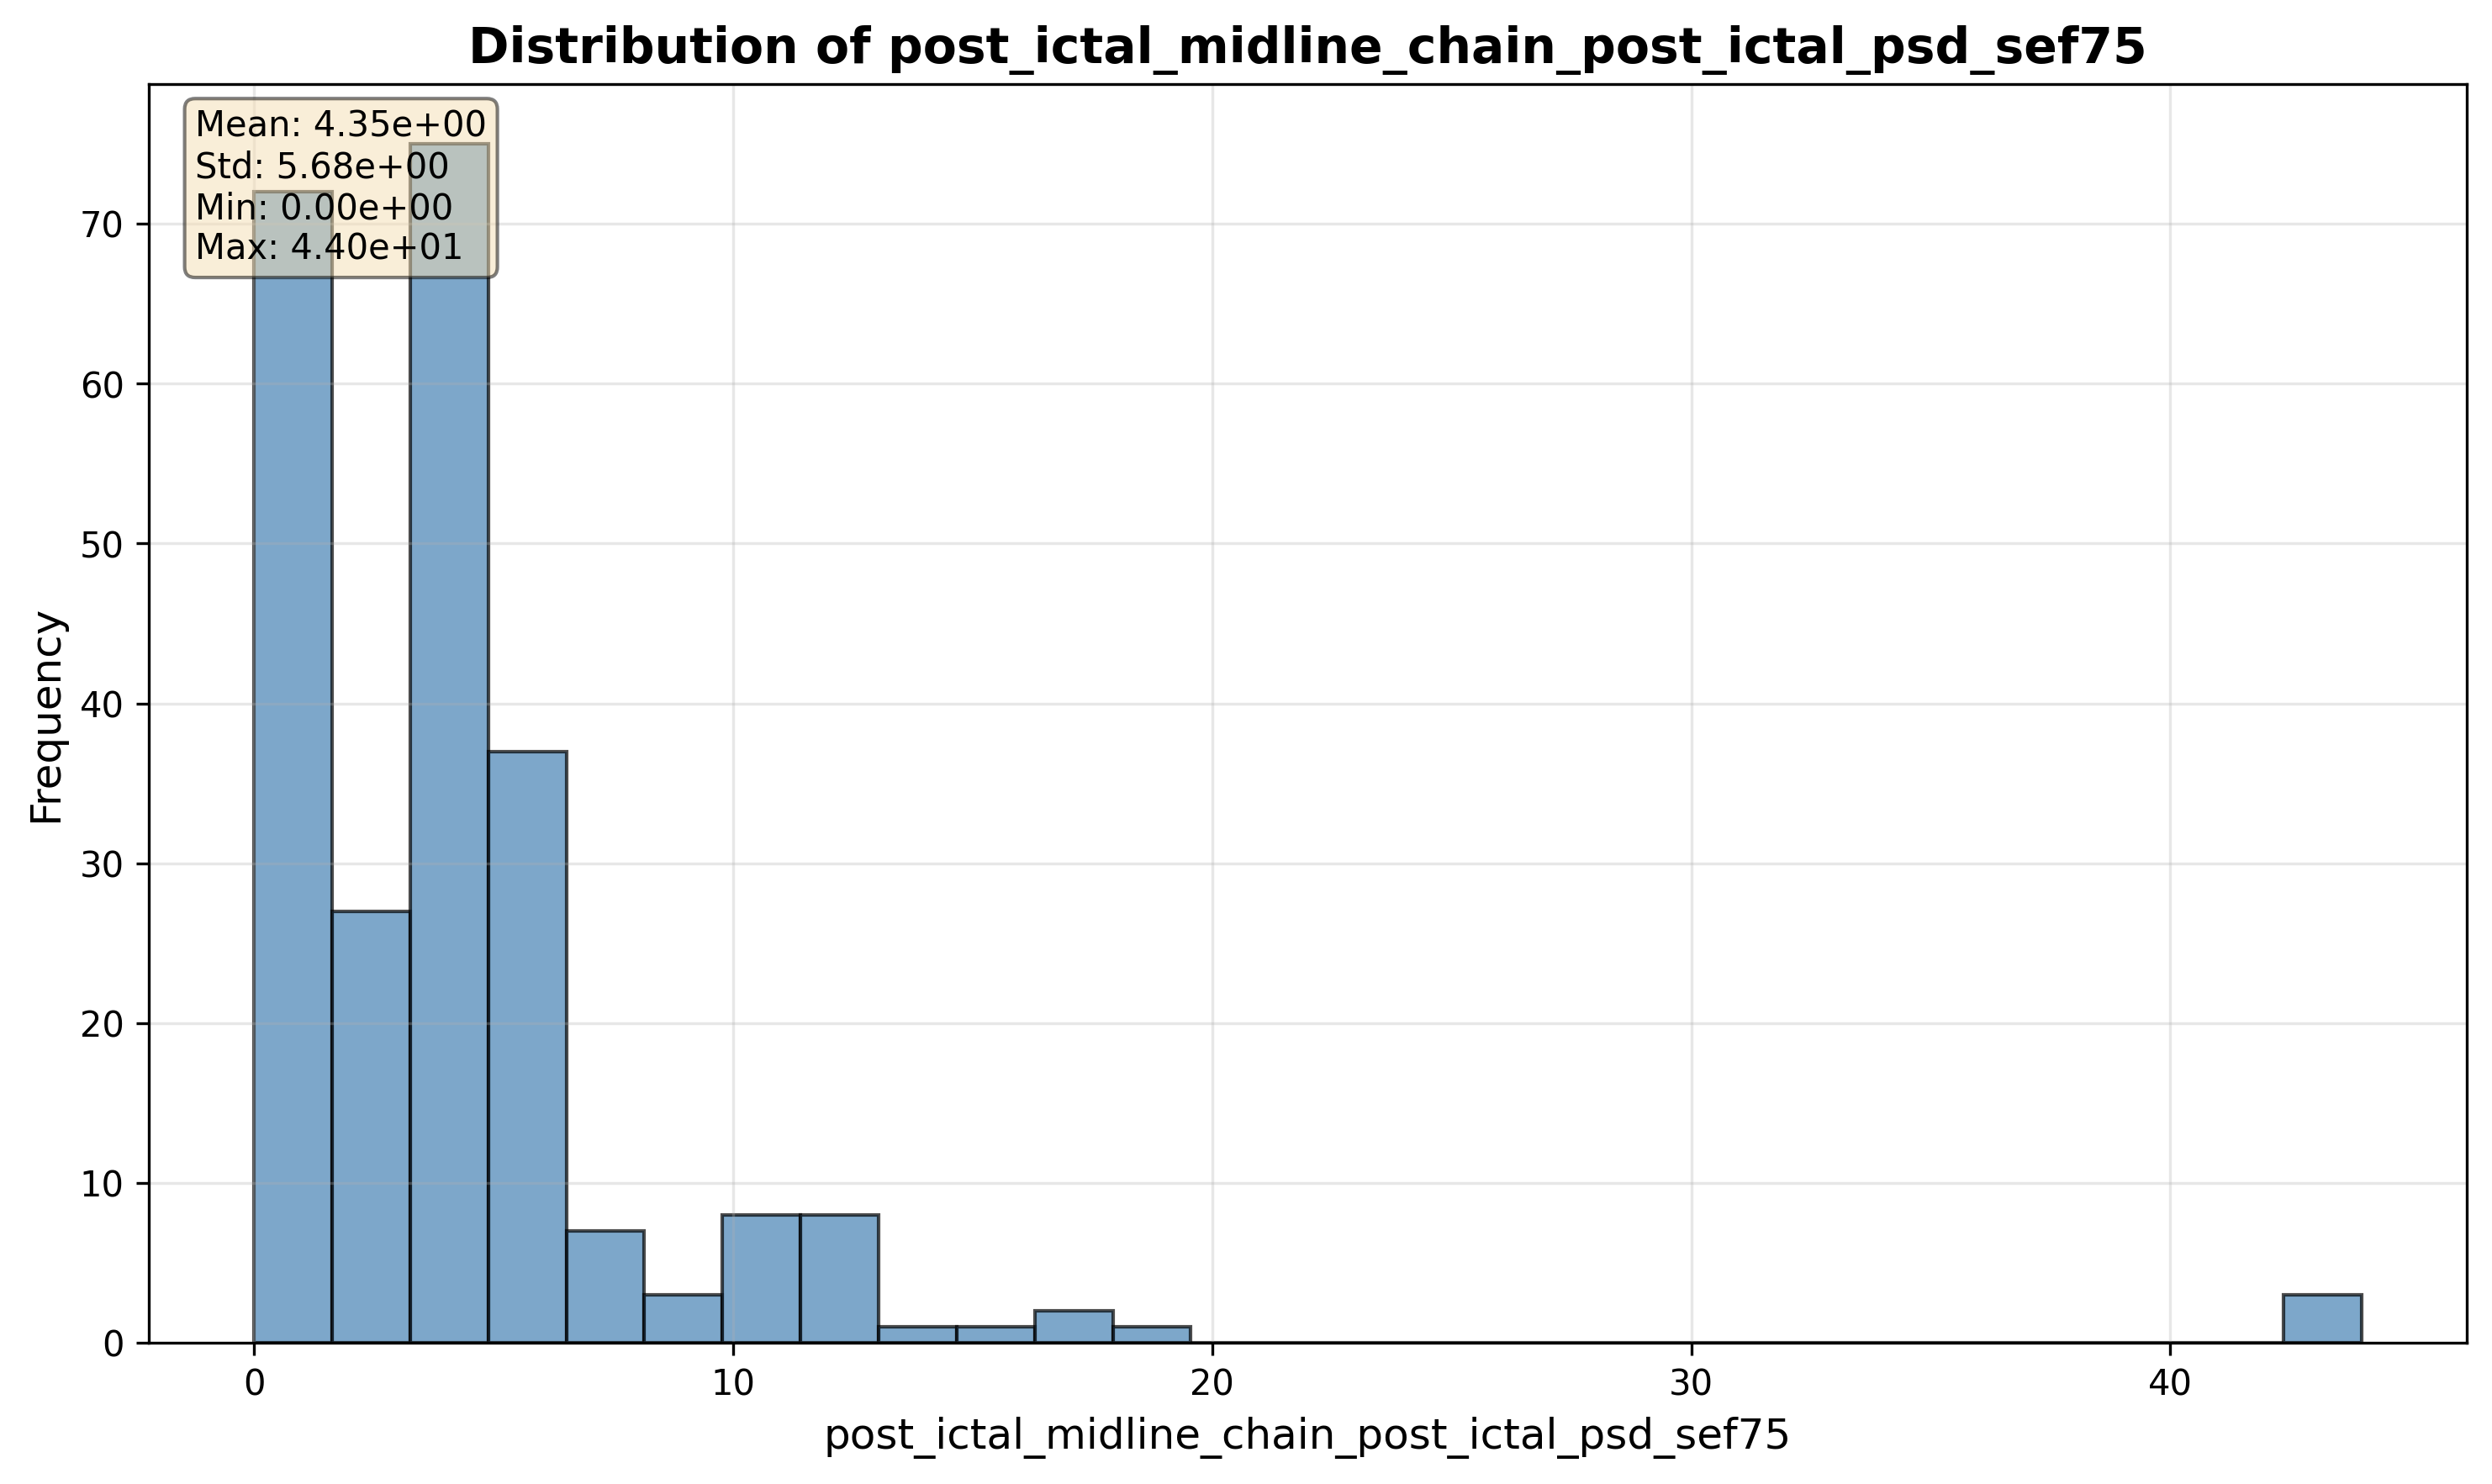 Distribution of post_ictal_midline_chain_post_ictal_psd_sef75
Mean: 4.35e+00
Std: 5.68e+00
Min: 0.00e+00
Max: 4.40e+01
70
60
50
40
30
20
10
0
Frequency
0 10 20 30 40
post_ictal_midline_chain_post_ictal_psd_sef75